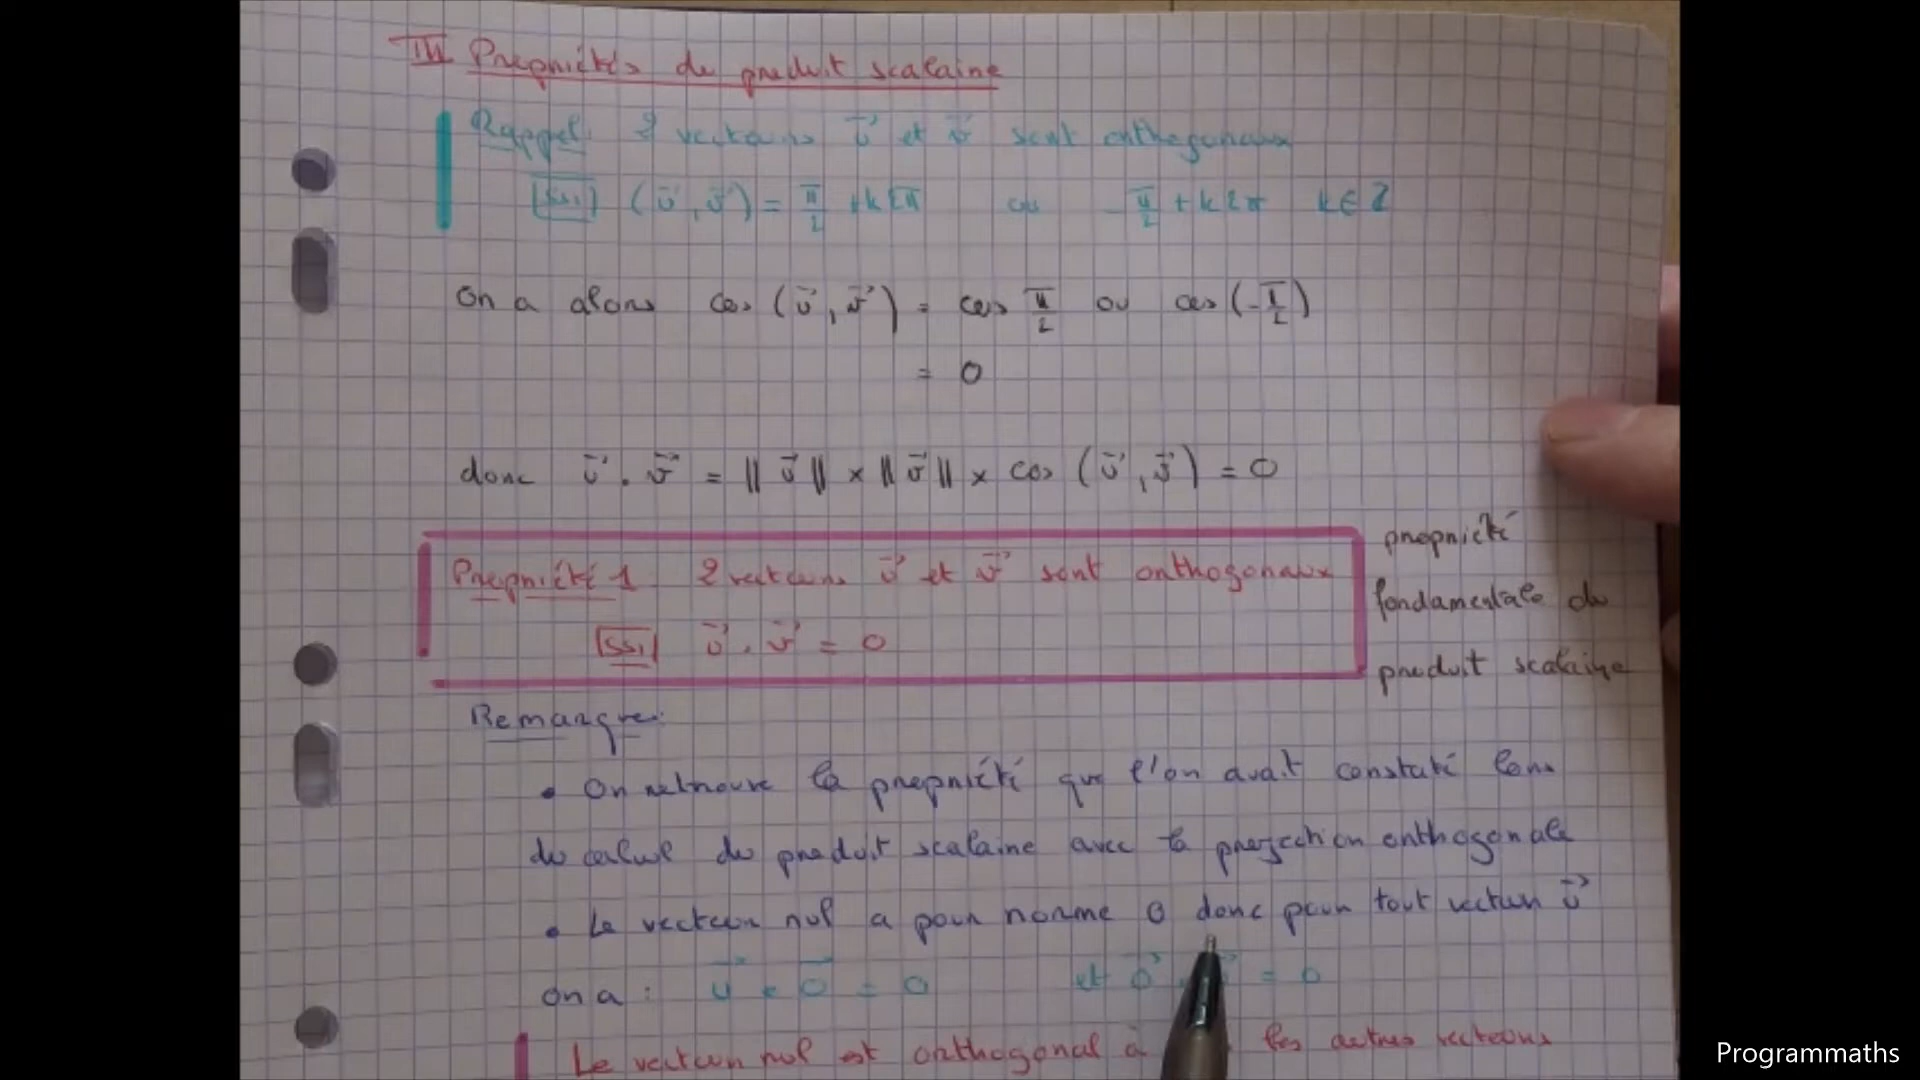 III Propriétés du produit scalaire
Rappel: 2 vecteurs u⃗ et v⃗ sont orthogonaux
ssi (u⃗, v⃗) = π/2 + k2π ou -π/2 + k2π k ∈ Z
on a alors cos (u⃗, v⃗) = cos π/2 ou cos (-π/2)
= 0
donc u⃗ . v⃗ = ||u⃗|| × ||v⃗|| × cos (u⃗, v⃗) = 0
Propriété 1 2 vecteurs u⃗ et v⃗ sont orthogonaux
ssi u⃗ . v⃗ = 0
propriété
fondamentale du
produit scalaire
Remarque:
• On retrouve la propriété que l'on avait constaté lors
du calcul du produit scalaire avec la projection orthogonale
• Le vecteur nul a pour norme 0 donc pour tout vecteur u⃗
on a : u⃗ . 0⃗ = 0 et 0⃗ . = 0
Le vecteur nul est orthogonal à les autres vecteurs
Programmaths